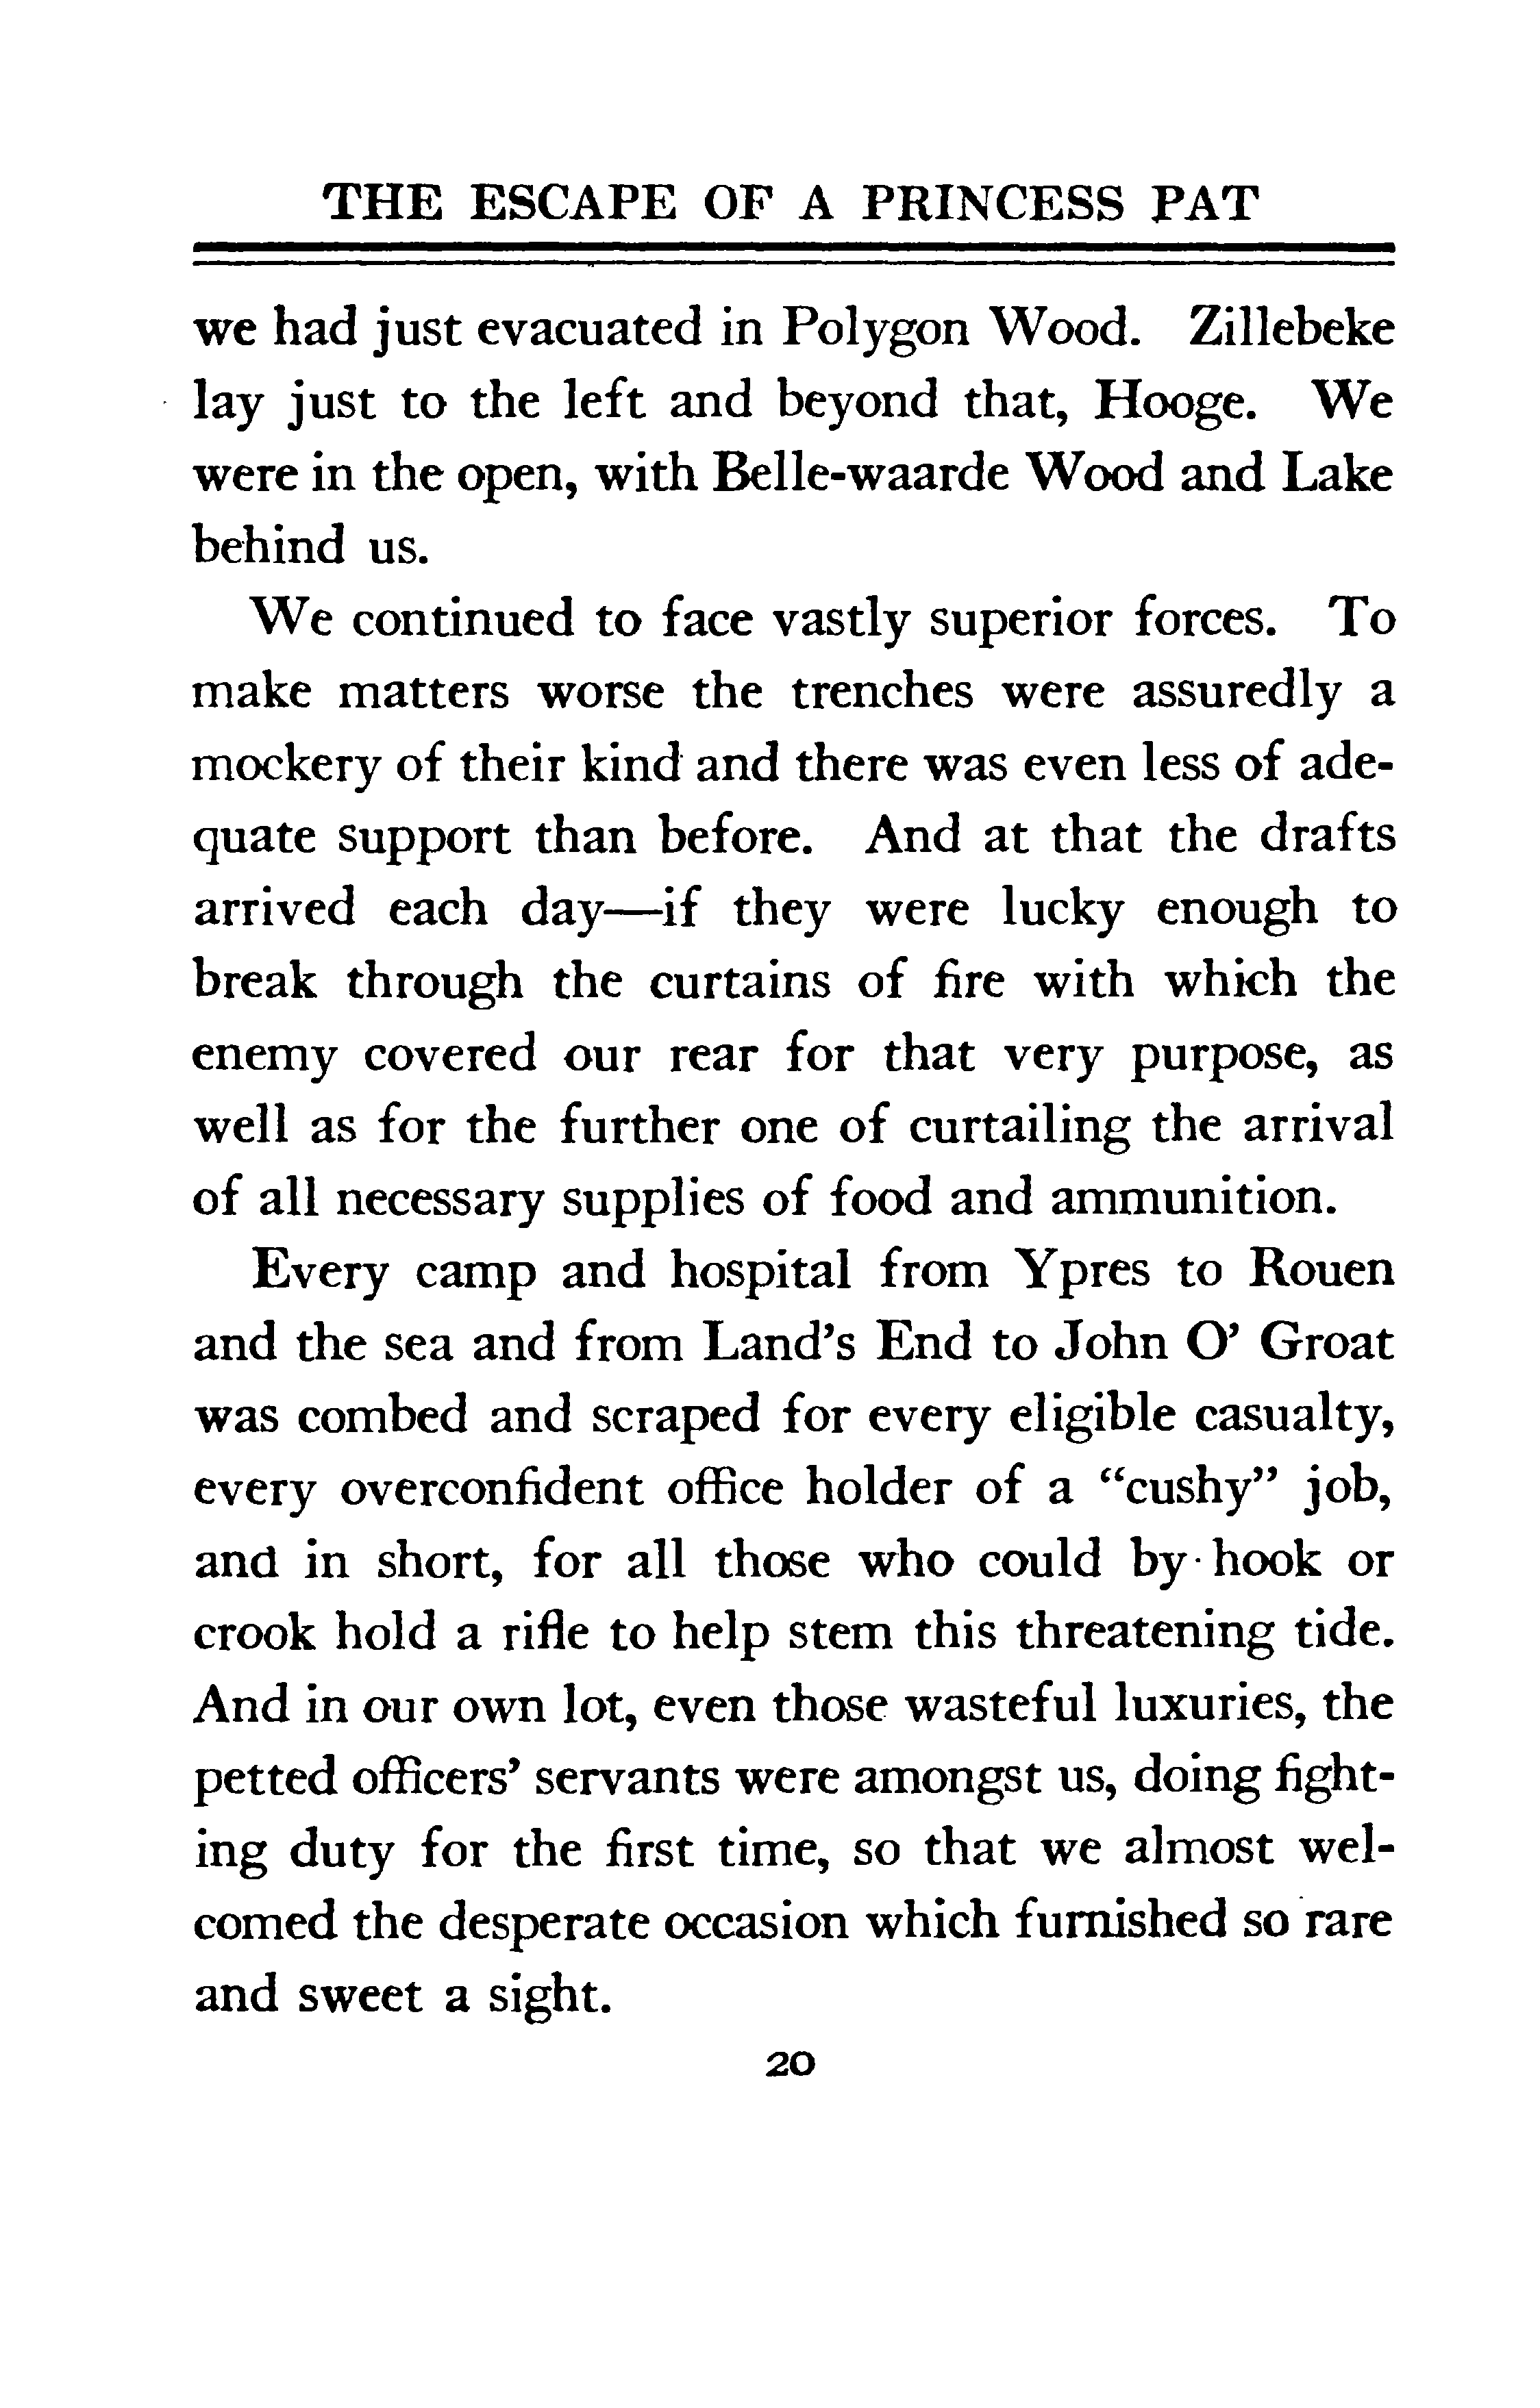 THE ESCAPE OF A PRINCESS PAT
we had just evacuated in Polygon Wood. Zillebeke
lay just to the left and beyond that, Hooge. We
were in the open, with Belle-waarde Wood and Lake
behind us.
We continued to face vastly superior forces. To
make matters worse the trenches were assuredly a
mockery of their kind and there was even less of ade-
quate support than before. And at that the drafts
arrived each day—if they were lucky enough to
break through the curtains of fire with which the
enemy covered our rear for that very purpose, as
well as for the further one of curtailing the arrival
of all necessary supplies of food and ammunition.
Every camp and hospital from Ypres to Rouen
and the sea and from Land’s End to John O’ Groat
was combed and scraped for every eligible casualty,
every overconfident office holder of a “cushy” job,
and in short, for all those who could by hook or
crook hold a rifle to help stem this threatening tide.
And in our own lot, even those wasteful luxuries, the
petted officers’ servants were amongst us, doing fight-
ing duty for the first time, so that we almost wel-
comed the desperate occasion which furnished so rare
and sweet a sight.
20